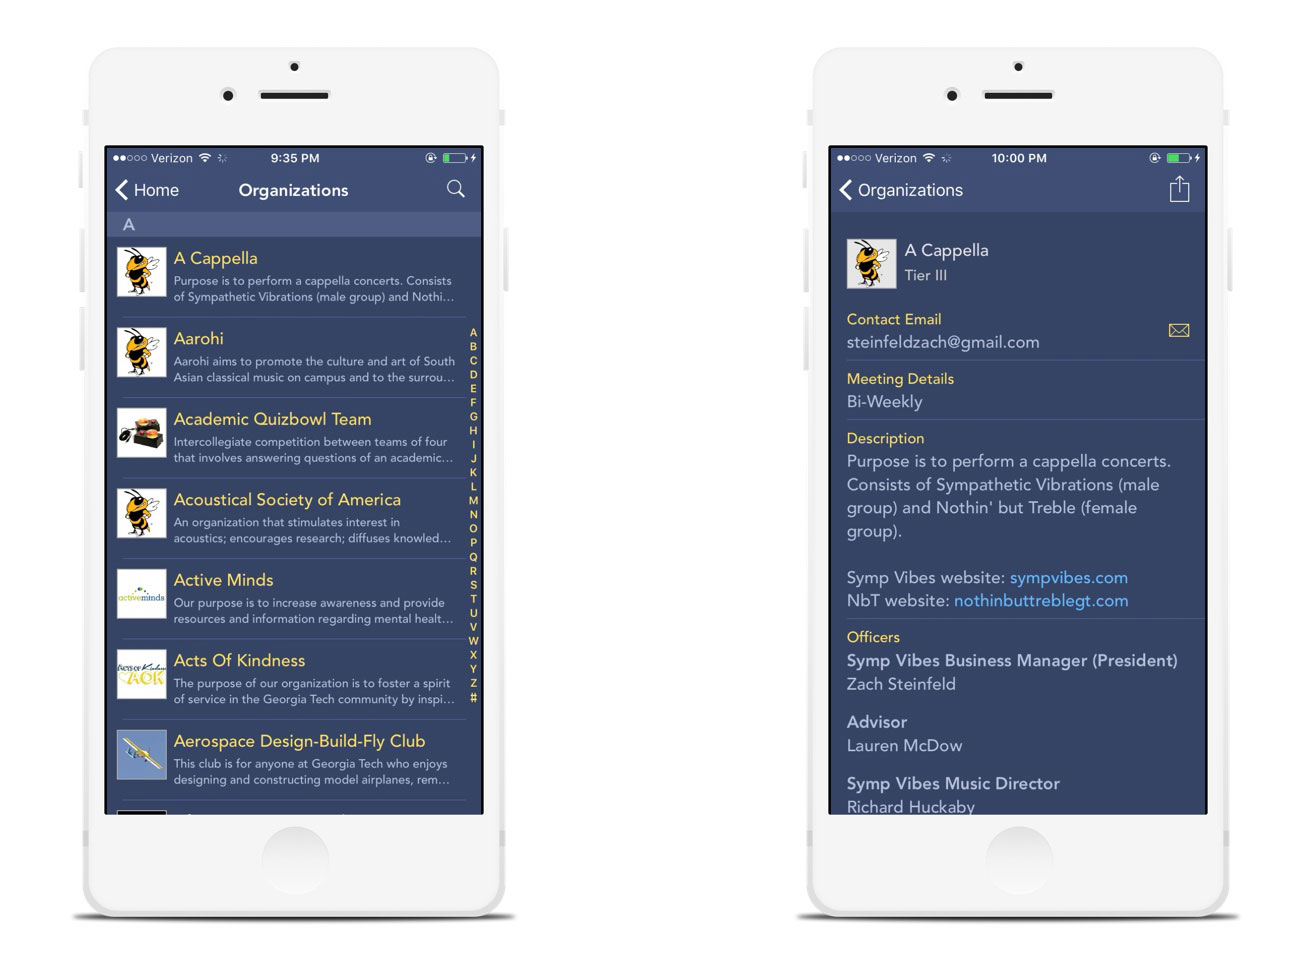 Verizon 9:35 PM
Home Organizations
A
A Cappella
Purpose is to perform a cappella concerts. Consists
of Sympathetic Vibrations (male group) and Nothi...
Aarohi
Aarohi aims to promote the culture and art of South
Asian classical music on campus and to the surrou...
Academic Quizbowl Team
Intercollegiate competition between teams of four
that involves answering questions of an academic...
Acoustical Society of America
An organization that stimulates interest in
acoustics; encourages research; diffuses knowled...
activeminds
Active Minds
Our purpose is to increase awareness and provide
resources and information regarding mental healt...
Acts of Kindness
AOK
Acts Of Kindness
The purpose of our organization is to foster a spirit
of service in the Georgia Tech community by inspi...
Aerospace Design-Build-Fly Club
This club is for anyone at Georgia Tech who enjoys
designing and constructing model airplanes, rem...
A
B
C
D
E
F
G
H
I
J
K
L
M
N
O
P
Q
R
S
T
U
V
W
X
Y
Z
#
Verizon 10:00 PM
Organizations
A Cappella
Tier III
Contact Email
steinfeldzach@gmail.com
Meeting Details
Bi-Weekly
Description
Purpose is to perform a cappella concerts.
Consists of Sympathetic Vibrations (male
group) and Nothin' but Treble (female
group).
Symp Vibes website: sympvibes.com
NbT website: nothinbuttreblegt.com
Officers
Symp Vibes Business Manager (President)
Zach Steinfeld
Advisor
Lauren McDow
Symp Vibes Music Director
Richard Huckaby